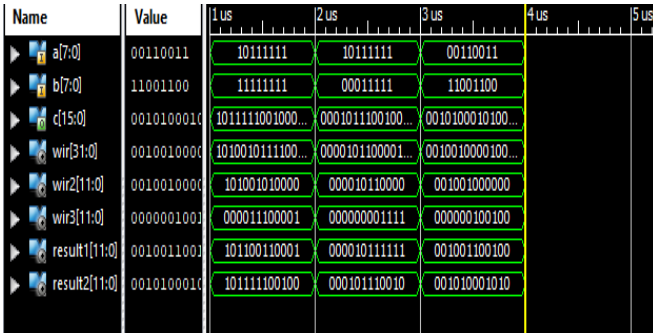 Name Value 1 us 2 us 3 us 4 us 5 us
a[7:0] 00110011 10111111 10111111 00110011
b[7:0] 11001100 11111111 00011111 11001100
c[15:0] 0010100010 101111100100000... 0001011100100... 0010100010100...
wir[31:0] 0010010000 1010010111100... 0000101100001... 0010010000100...
wir2[11:0] 0010010000 101001010000 000010110000 001001000000
wir3[11:0] 0000001001 000011100001 000000001111 000000100100
result1[11:0] 0010011001 101100110001 000010111111 001001100100
result2[11:0] 0010100010 101111100100 000101110010 001010001010